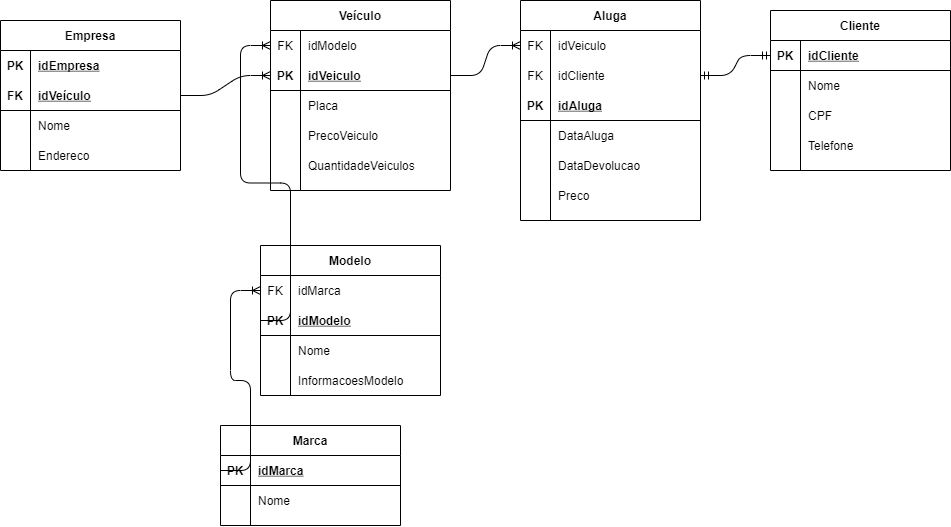 Empresa
PK idEmpresa
FK idVeículo
Nome
Endereco
Veículo
FK idModelo
PK idVeiculo
Placa
PrecoVeiculo
QuantidadeVeiculos
Aluga
FK idVeiculo
FK idCliente
PK idAluga
DataAluga
DataDevolucao
Preco
Cliente
PK idCliente
Nome
CPF
Telefone
Modelo
FK idMarca
PK idModelo
Nome
InformacoesModelo
Marca
PK idMarca
Nome